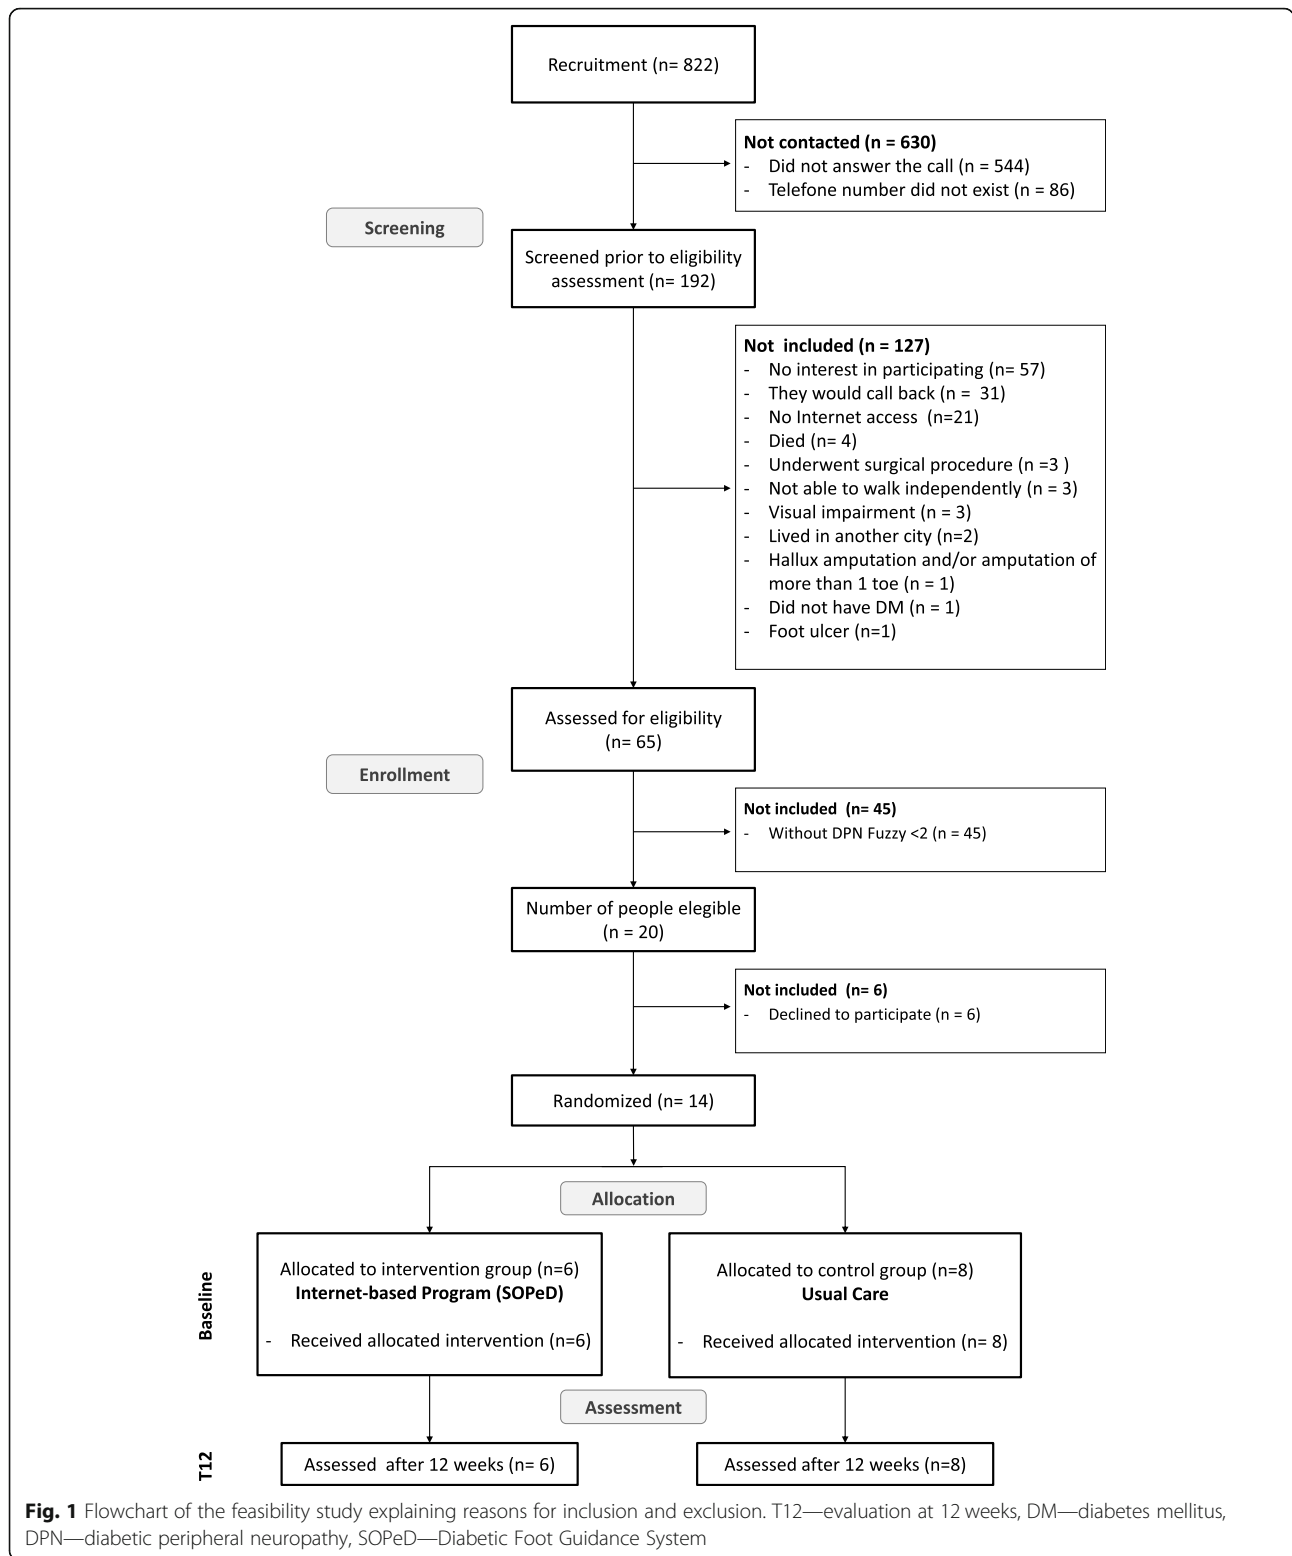 Recruitment (n= 822)
Not contacted (n = 630)
- Did not answer the call (n = 544)
- Telefone number did not exist (n = 86)
Screening
Screened prior to eligibility
assessment (n= 192)
Not included (n = 127)
- No interest in participating (n= 57)
- They would call back (n = 31)
- No Internet access (n=21)
- Died (n= 4)
- Underwent surgical procedure (n =3 )
- Not able to walk independently (n = 3)
- Visual impairment (n = 3)
- Lived in another city (n=2)
- Hallux amputation and/or amputation of
more than 1 toe (n = 1)
- Did not have DM (n = 1)
- Foot ulcer (n=1)
Assessed for eligibility
(n= 65)
Enrollment
Not included (n= 45)
- Without DPN Fuzzy <2 (n = 45)
Number of people elegible
(n = 20)
Not included (n= 6)
- Declined to participate (n = 6)
Randomized (n= 14)
Allocation
Baseline
Allocated to intervention group (n=6)
Internet-based Program (SOPeD)
- Received allocated intervention (n=6)
Allocated to control group (n=8)
Usual Care
- Received allocated intervention (n= 8)
Assessment
T12
Assessed after 12 weeks (n= 6)
Assessed after 12 weeks (n=8)
Fig. 1 Flowchart of the feasibility study explaining reasons for inclusion and exclusion. T12—evaluation at 12 weeks, DM—diabetes mellitus,
DPN—diabetic peripheral neuropathy, SOPeD—Diabetic Foot Guidance System